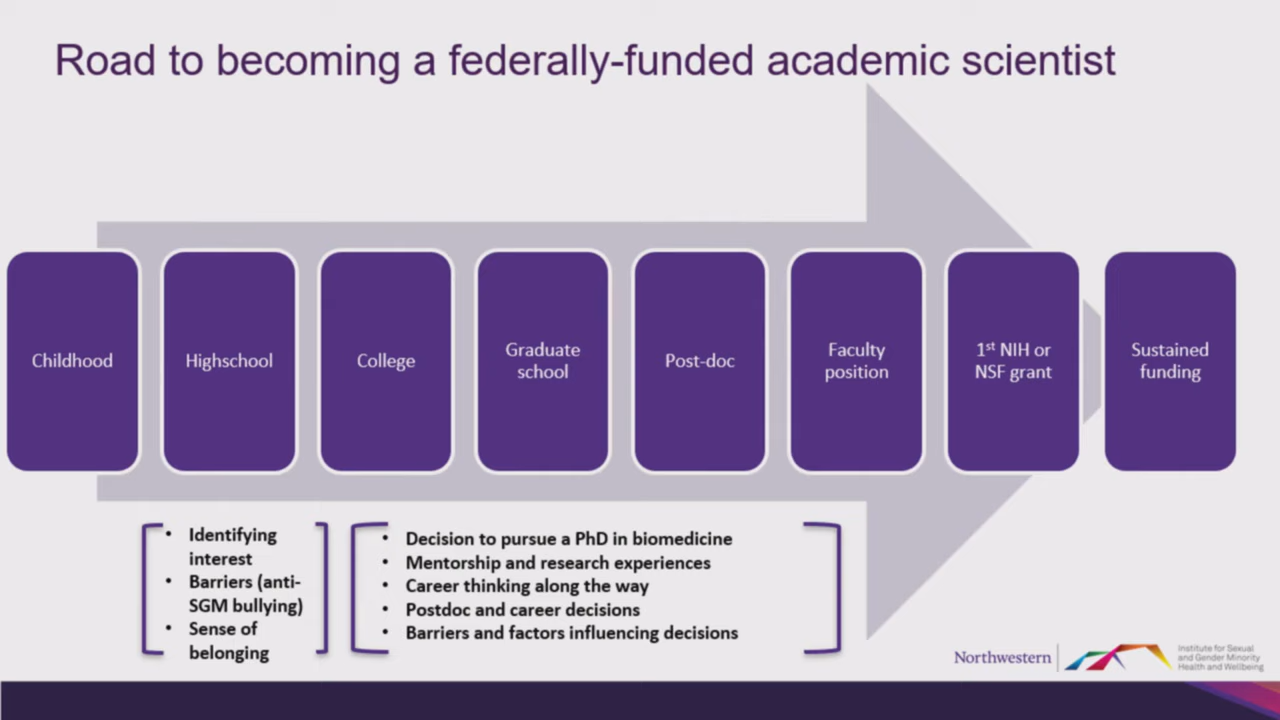 Road to becoming a federally-funded academic scientist
Childhood
Highschool
College
Graduate
school
Post-doc
Faculty
position
1st NIH or
NSF grant
Sustained
funding
• Identifying
interest
• Barriers (anti-
SGM bullying)
• Sense of
belonging
• Decision to pursue a PhD in biomedicine
• Mentorship and research experiences
• Career thinking along the way
• Postdoc and career decisions
• Barriers and factors influencing decisions
Northwestern
Institute for Sexual
and Gender Minority
Health and Wellbeing